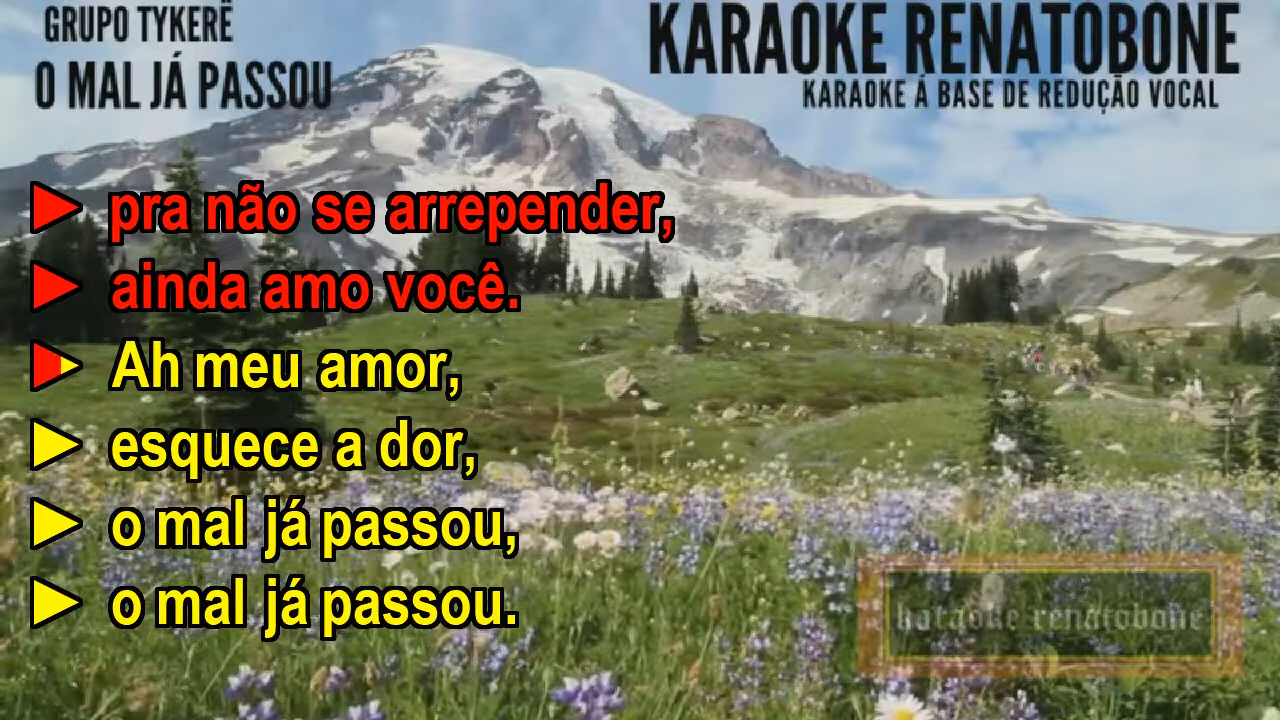 GRUPO TYKERË
O MAL JÁ PASSOU
KARAOKE RENATOBONE
KARAOKE Á BASE DE REDUÇÃO VOCAL
► pra não se arrepender,
► ainda amo você.
► Ah meu amor,
► esquece a dor,
► o mal já passou,
► o mal já passou.
karaoke renatobone